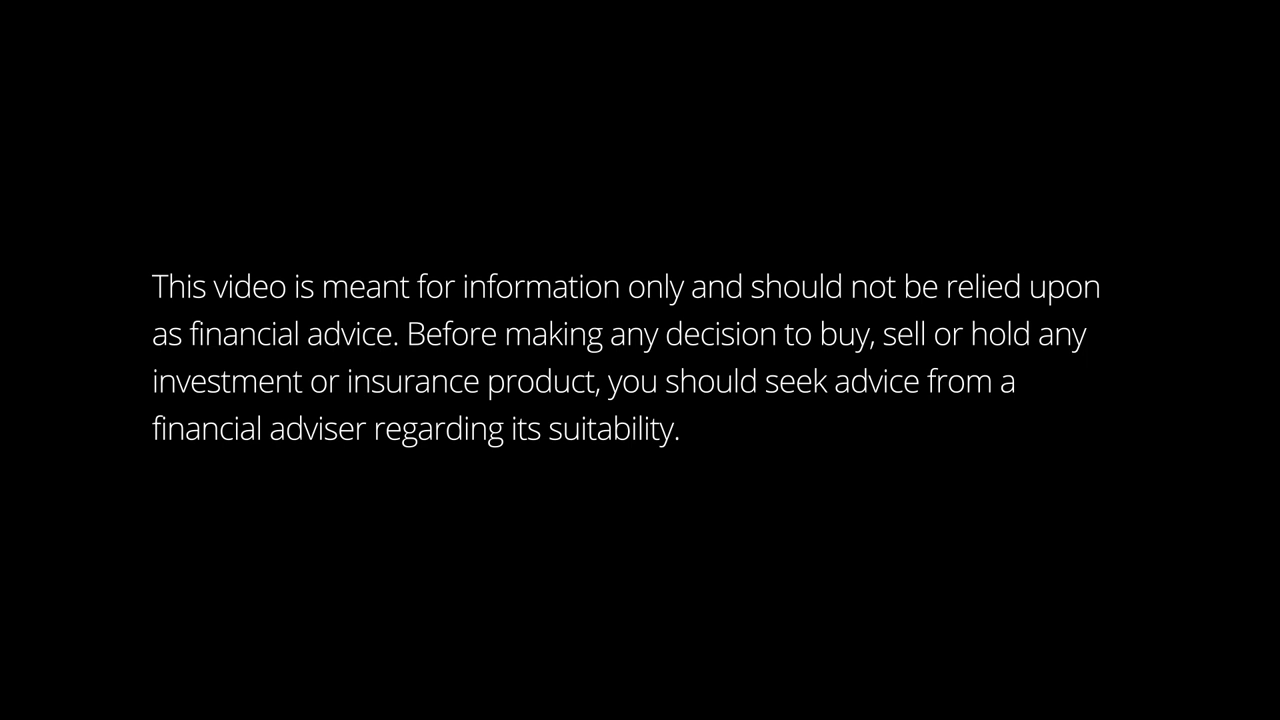 This video is meant for information only and should not be relied upon
as financial advice. Before making any decision to buy, sell or hold any
investment or insurance product, you should seek advice from a
financial adviser regarding its suitability.